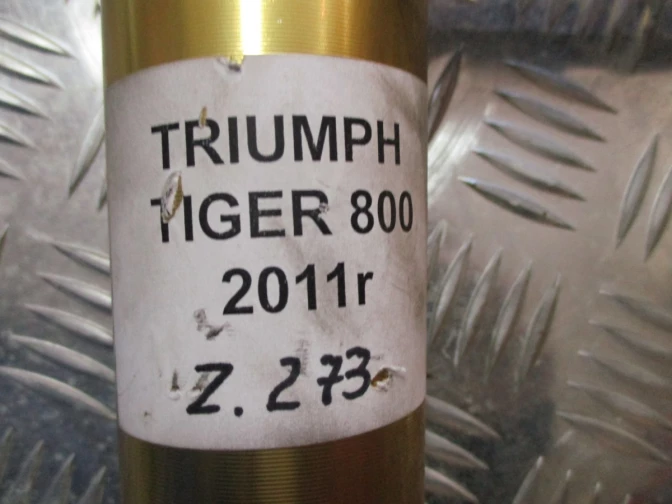 TRIUMPH
TIGER 800
2011r
Z. 273